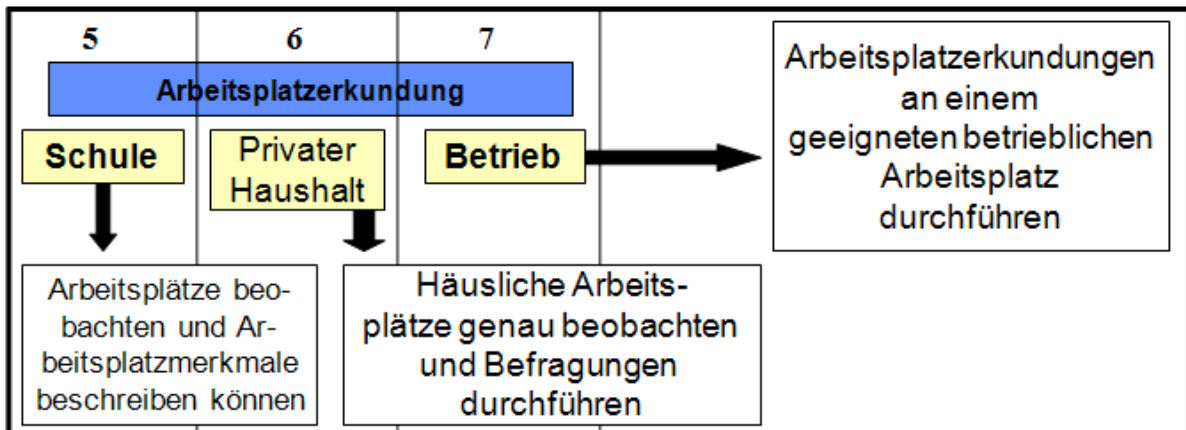 5
6
7
Arbeitsplatzerkundung
Schule
Privater
Haushalt
Betrieb
Arbeitsplatzerkundungen
an einem
geeigneten betrieblichen
Arbeitsplatz
durchführen
Arbeitsplätze beo-
bachten und Ar-
beitsplatzmerkmale
beschreiben können
Häusliche Arbeits-
plätze genau beobachten
und Befragungen
durchführen